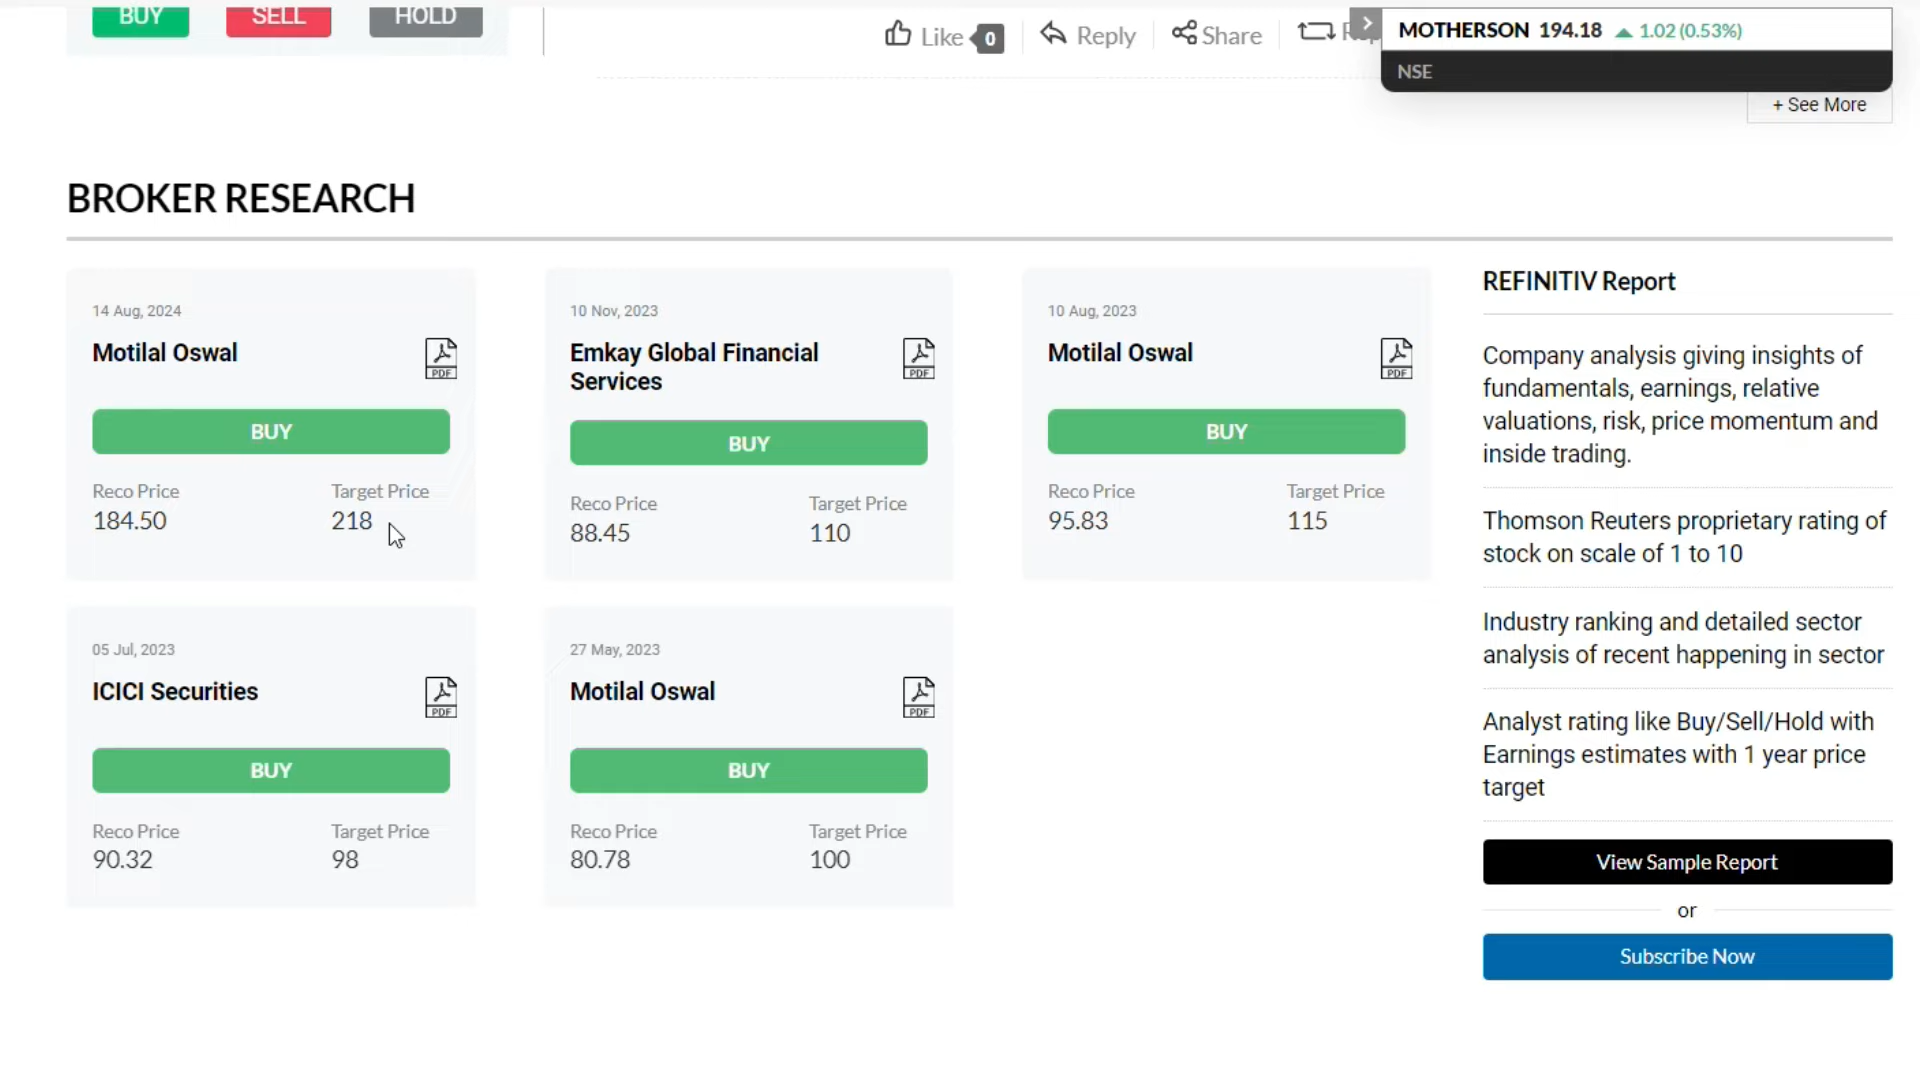 BUY
SELL
HOLD
Like 0
Reply
Share
MOTHERSON 194.18 ▲ 1.02 (0.53%)
NSE
+ See More
BROKER RESEARCH
14 Aug, 2024
Motilal Oswal
PDF
BUY
Reco Price
Target Price
184.50
218
10 Nov, 2023
Emkay Global Financial
Services
PDF
BUY
Reco Price
Target Price
88.45
110
10 Aug, 2023
Motilal Oswal
PDF
BUY
Reco Price
Target Price
95.83
115
05 Jul, 2023
ICICI Securities
PDF
BUY
Reco Price
Target Price
90.32
98
27 May, 2023
Motilal Oswal
PDF
BUY
Reco Price
Target Price
80.78
100
REFINITIV Report
Company analysis giving insights of
fundamentals, earnings, relative
valuations, risk, price momentum and
inside trading.
Thomson Reuters proprietary rating of
stock on scale of 1 to 10
Industry ranking and detailed sector
analysis of recent happening in sector
Analyst rating like Buy/Sell/Hold with
Earnings estimates with 1 year price
target
View Sample Report
or
Subscribe Now